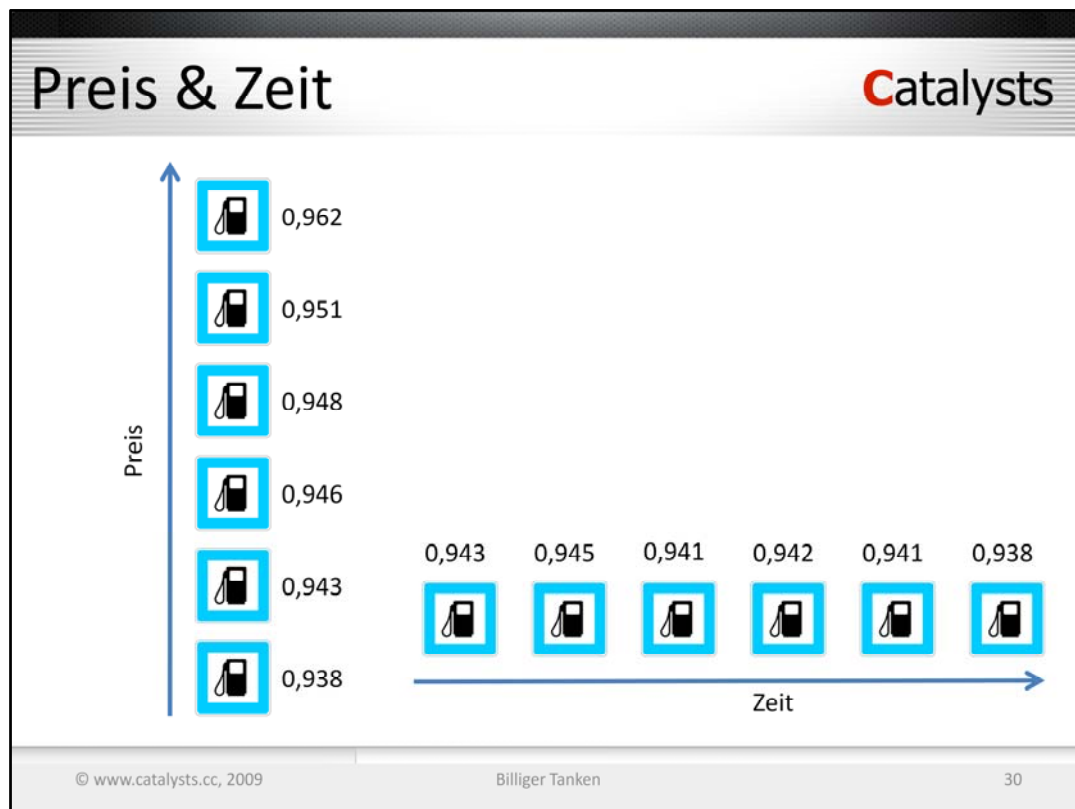 Preis & Zeit
Catalysts
0,962
0,951
0,948
0,946
0,943
0,938
Preis
0,943 0,945 0,941 0,942 0,941 0,938
Zeit
© www.catalysts.cc, 2009 Billiger Tanken 30